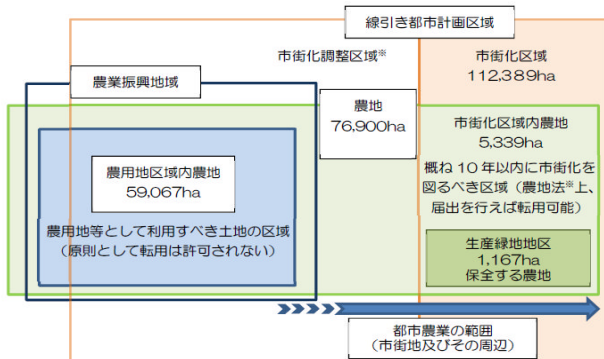 線引き都市計画区域
市街化調整区域※
市街化区域
112,389ha
農業振興地域
農地
76,900ha
市街化区域内農地
5,339ha
概ね 10 年以内に市街化を
図るべき区域（農地法※上、
届出を行えば転用可能）
農用地区域内農地
59,067ha
農用地等として利用すべき土地の区域
（原則として転用は許可されない）
生産緑地地区
1,167ha
保全する農地
都市農業の範囲
（市街地及びその周辺）